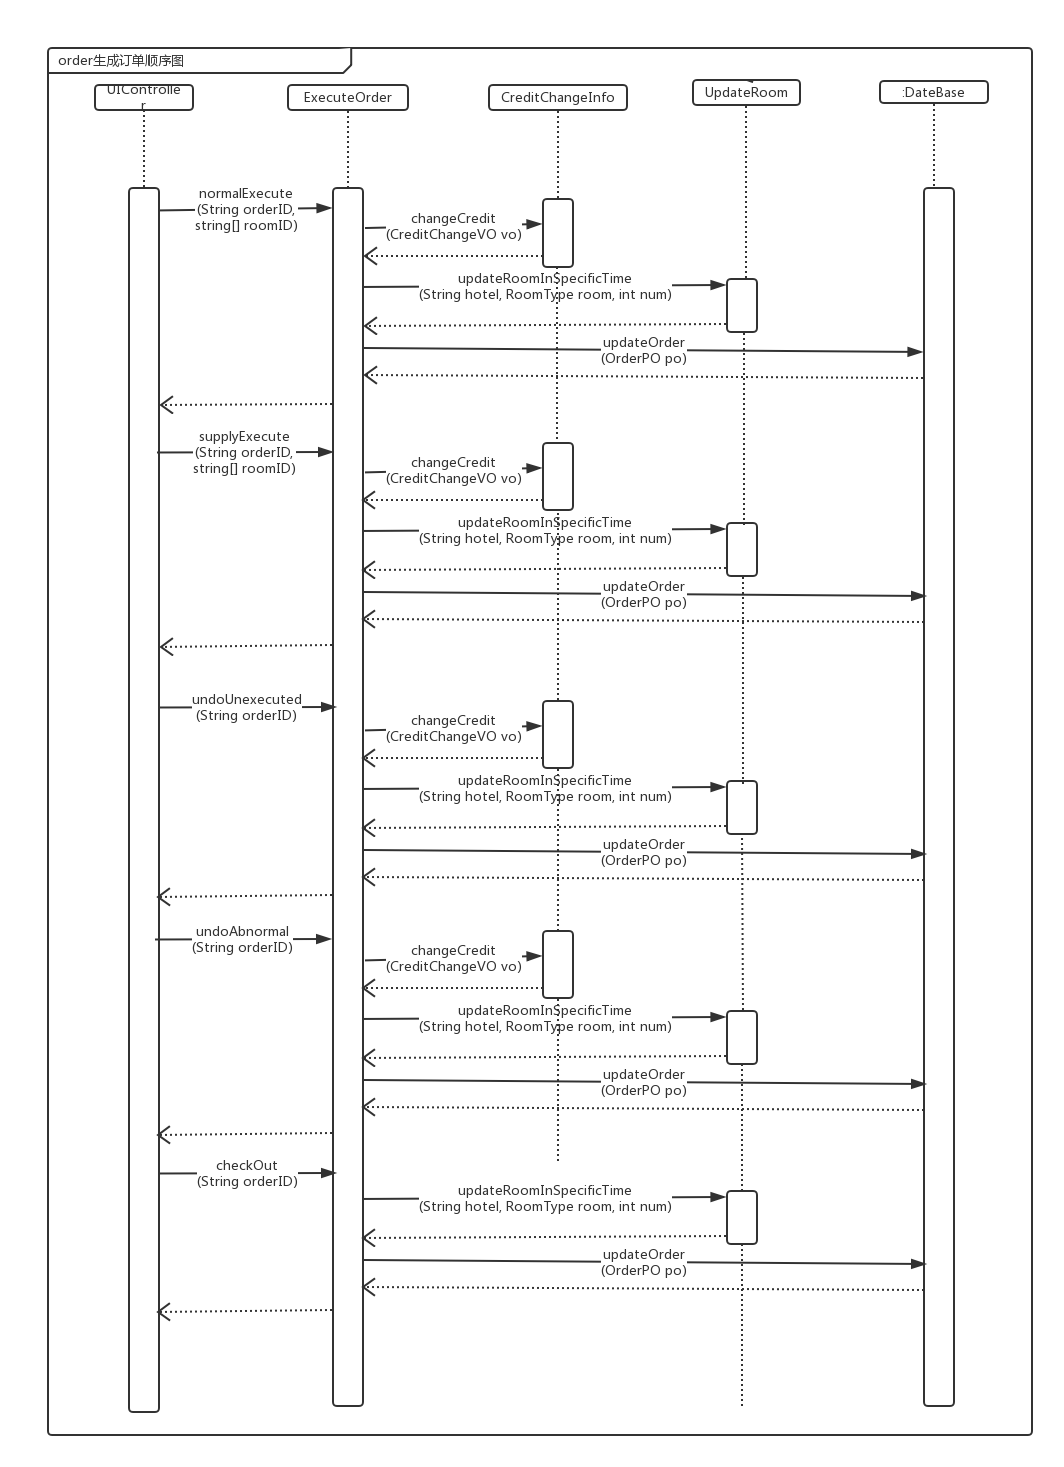 order生成订单顺序图
UIControlle
r
ExecuteOrder
CreditChangeInfo
UpdateRoom
:DateBase
normalExecute
(String orderID,
string[] roomID)
changeCredit
(CreditChangeVO vo)
updateRoomInSpecificTime
(String hotel, RoomType room, int num)
updateOrder
(OrderPO po)
supplyExecute
(String orderID,
string[] roomID)
changeCredit
(CreditChangeVO vo)
updateRoomInSpecificTime
(String hotel, RoomType room, int num)
updateOrder
(OrderPO po)
undoUnexecuted
(String orderID)
changeCredit
(CreditChangeVO vo)
updateRoomInSpecificTime
(String hotel, RoomType room, int num)
updateOrder
(OrderPO po)
undoAbnormal
(String orderID)
changeCredit
(CreditChangeVO vo)
updateRoomInSpecificTime
(String hotel, RoomType room, int num)
updateOrder
(OrderPO po)
checkOut
(String orderID)
updateRoomInSpecificTime
(String hotel, RoomType room, int num)
updateOrder
(OrderPO po)